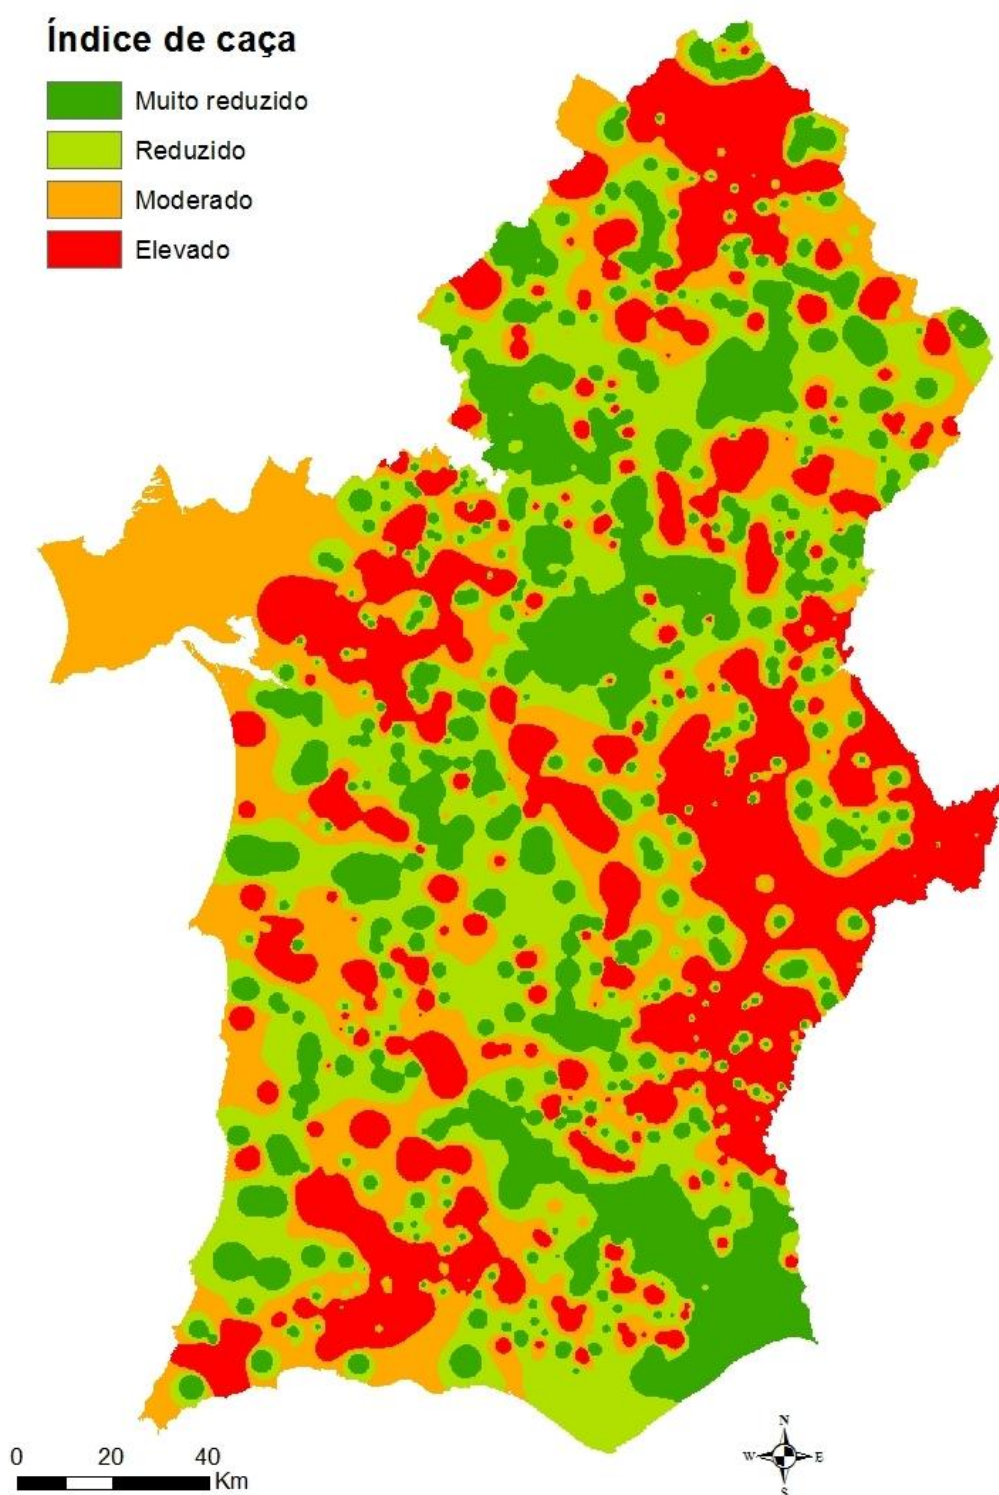 Índice de caça
Muito reduzido
Reduzido
Moderado
Elevado
0 20 40
Km
N
W E
S